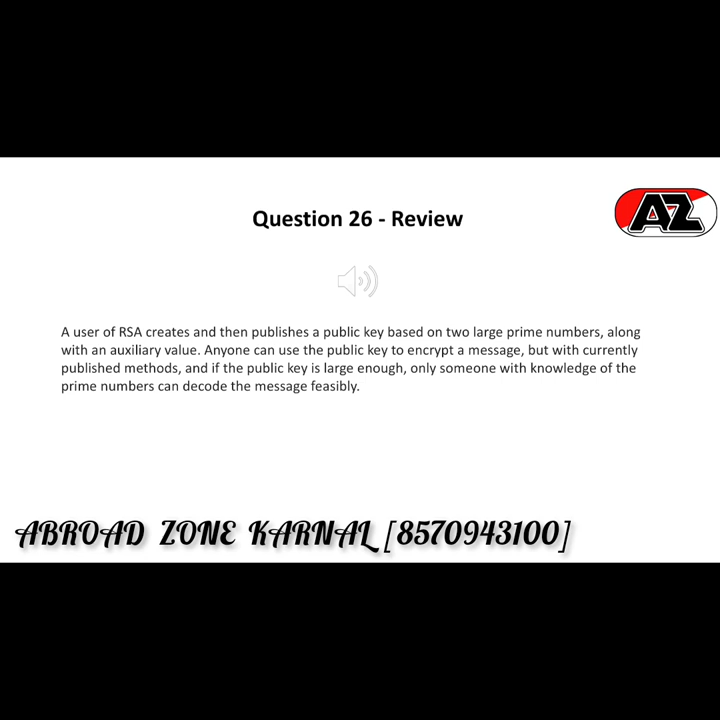 Question 26 - Review
AZ
A user of RSA creates and then publishes a public key based on two large prime numbers, along
with an auxiliary value. Anyone can use the public key to encrypt a message, but with currently
published methods, and if the public key is large enough, only someone with knowledge of the
prime numbers can decode the message feasibly.
ABROAD ZONE KARNAL [8570943100]